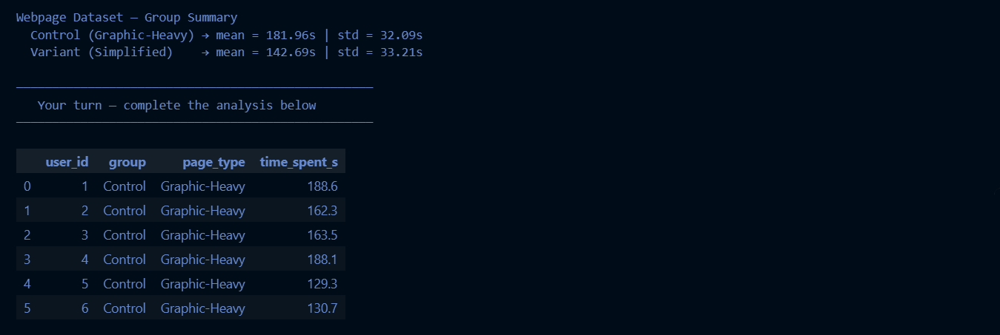 Webpage Dataset — Group Summary
Control (Graphic-Heavy) → mean = 181.96s | std = 32.09s
Variant (Simplified) → mean = 142.69s | std = 33.21s
Your turn — complete the analysis below
user_id group page_type time_spent_s
0 1 Control Graphic-Heavy 188.6
1 2 Control Graphic-Heavy 162.3
2 3 Control Graphic-Heavy 163.5
3 4 Control Graphic-Heavy 188.1
4 5 Control Graphic-Heavy 129.3
5 6 Control Graphic-Heavy 130.7